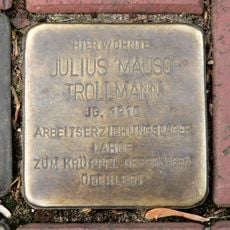 HIER WOHNTE
JULIUS 'MAUSO'
TROLLMANN
JG. 1910
ARBEITSERZIEHUNGSLAGER
LAHDE
ZUM KRÜPPEL GESCHLAGEN
ÜBERLEBT